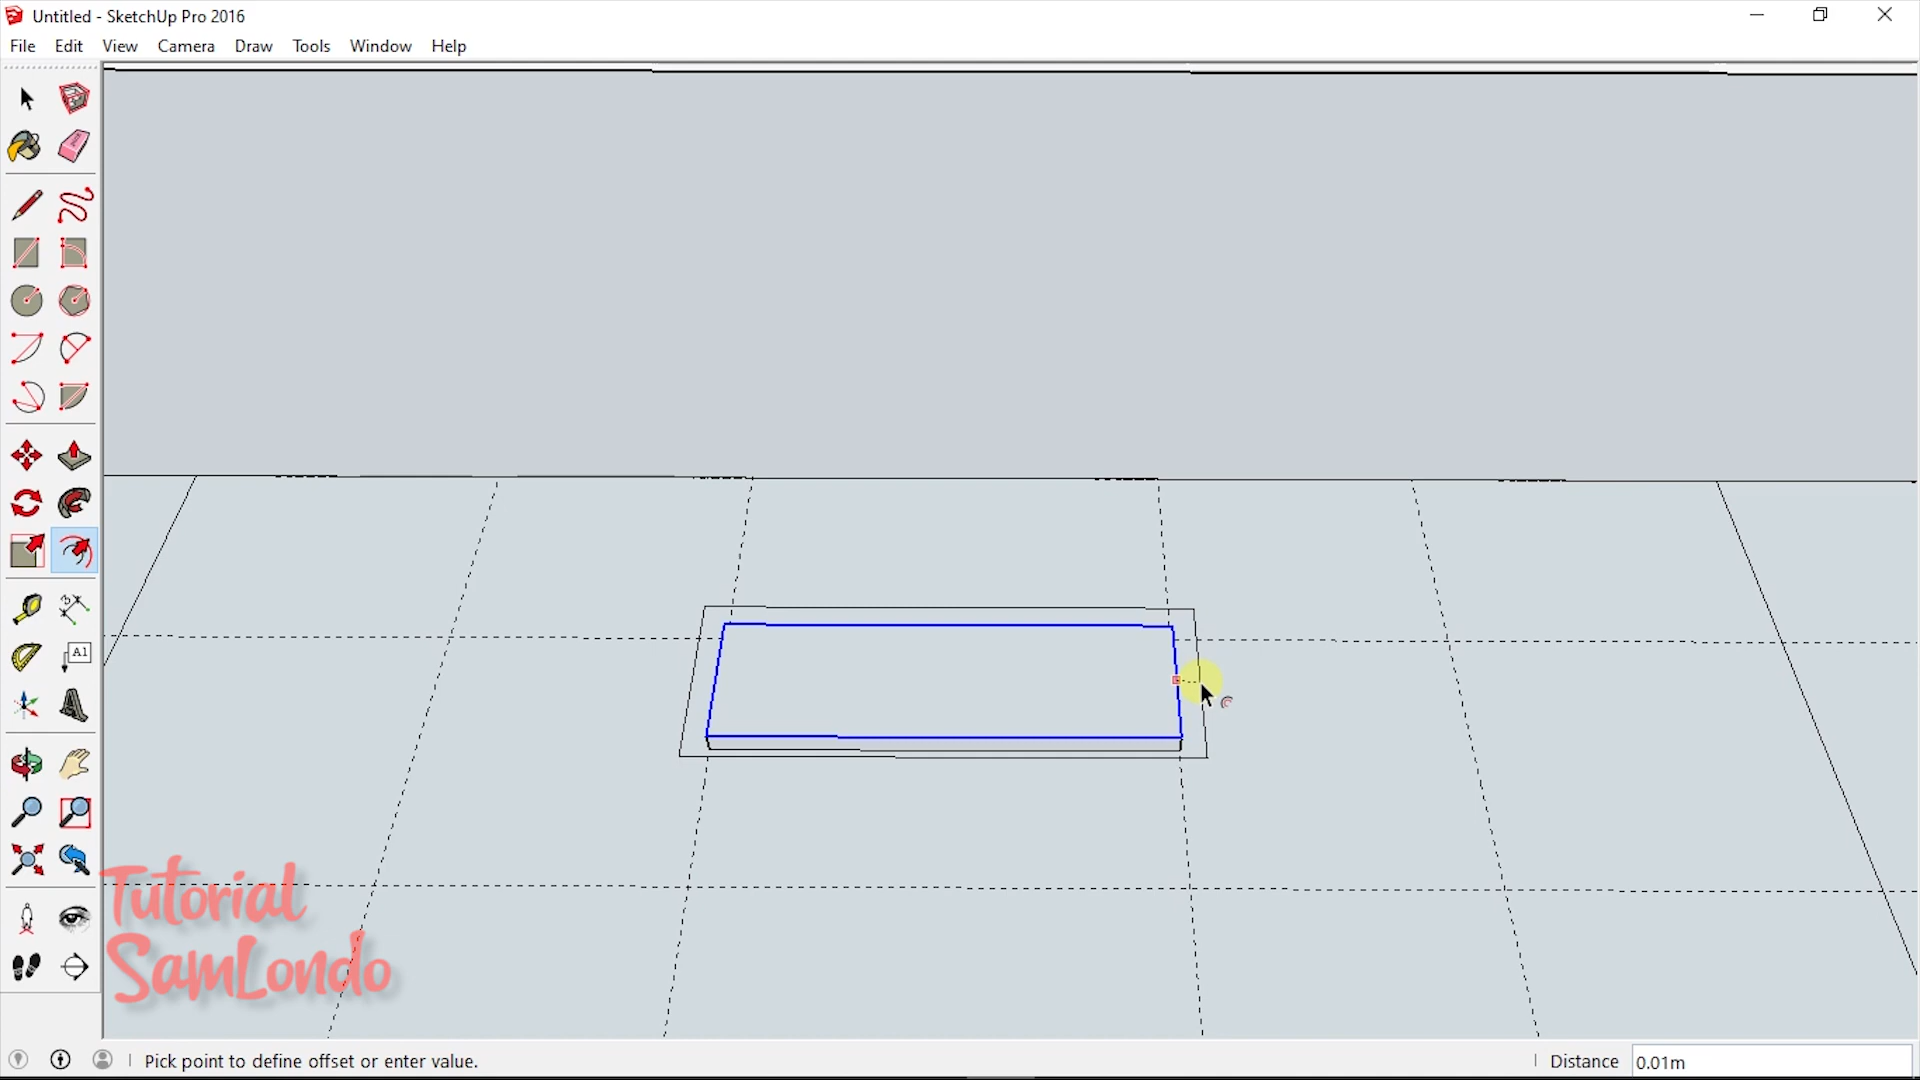 Untitled - SketchUp Pro 2016
File Edit View Camera Draw Tools Window Help
A1
Tutorial
SamLondo
Pick point to define offset or enter value.
Distance 0.01m